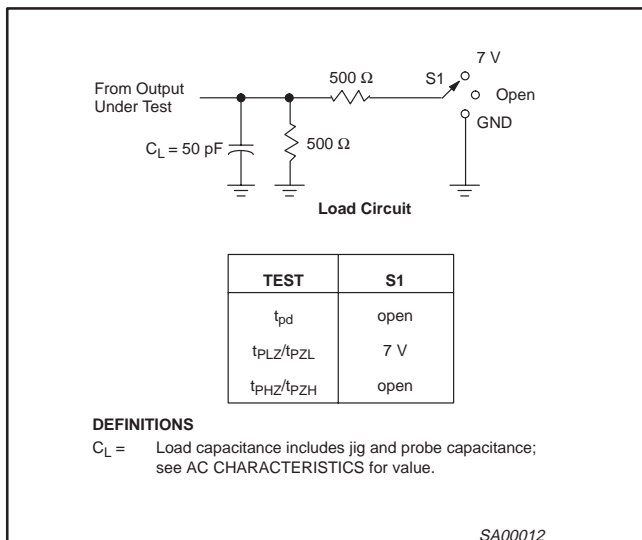 7 V
500 Ω
S1
From Output
Under Test
Open
GND
C_L = 50 pF
500 Ω
Load Circuit
TEST S1
t_pd open
t_PLZ/t_PZL 7 V
t_PHZ/t_PZH open
DEFINITIONS
C_L = Load capacitance includes jig and probe capacitance;
see AC CHARACTERISTICS for value.
SA00012